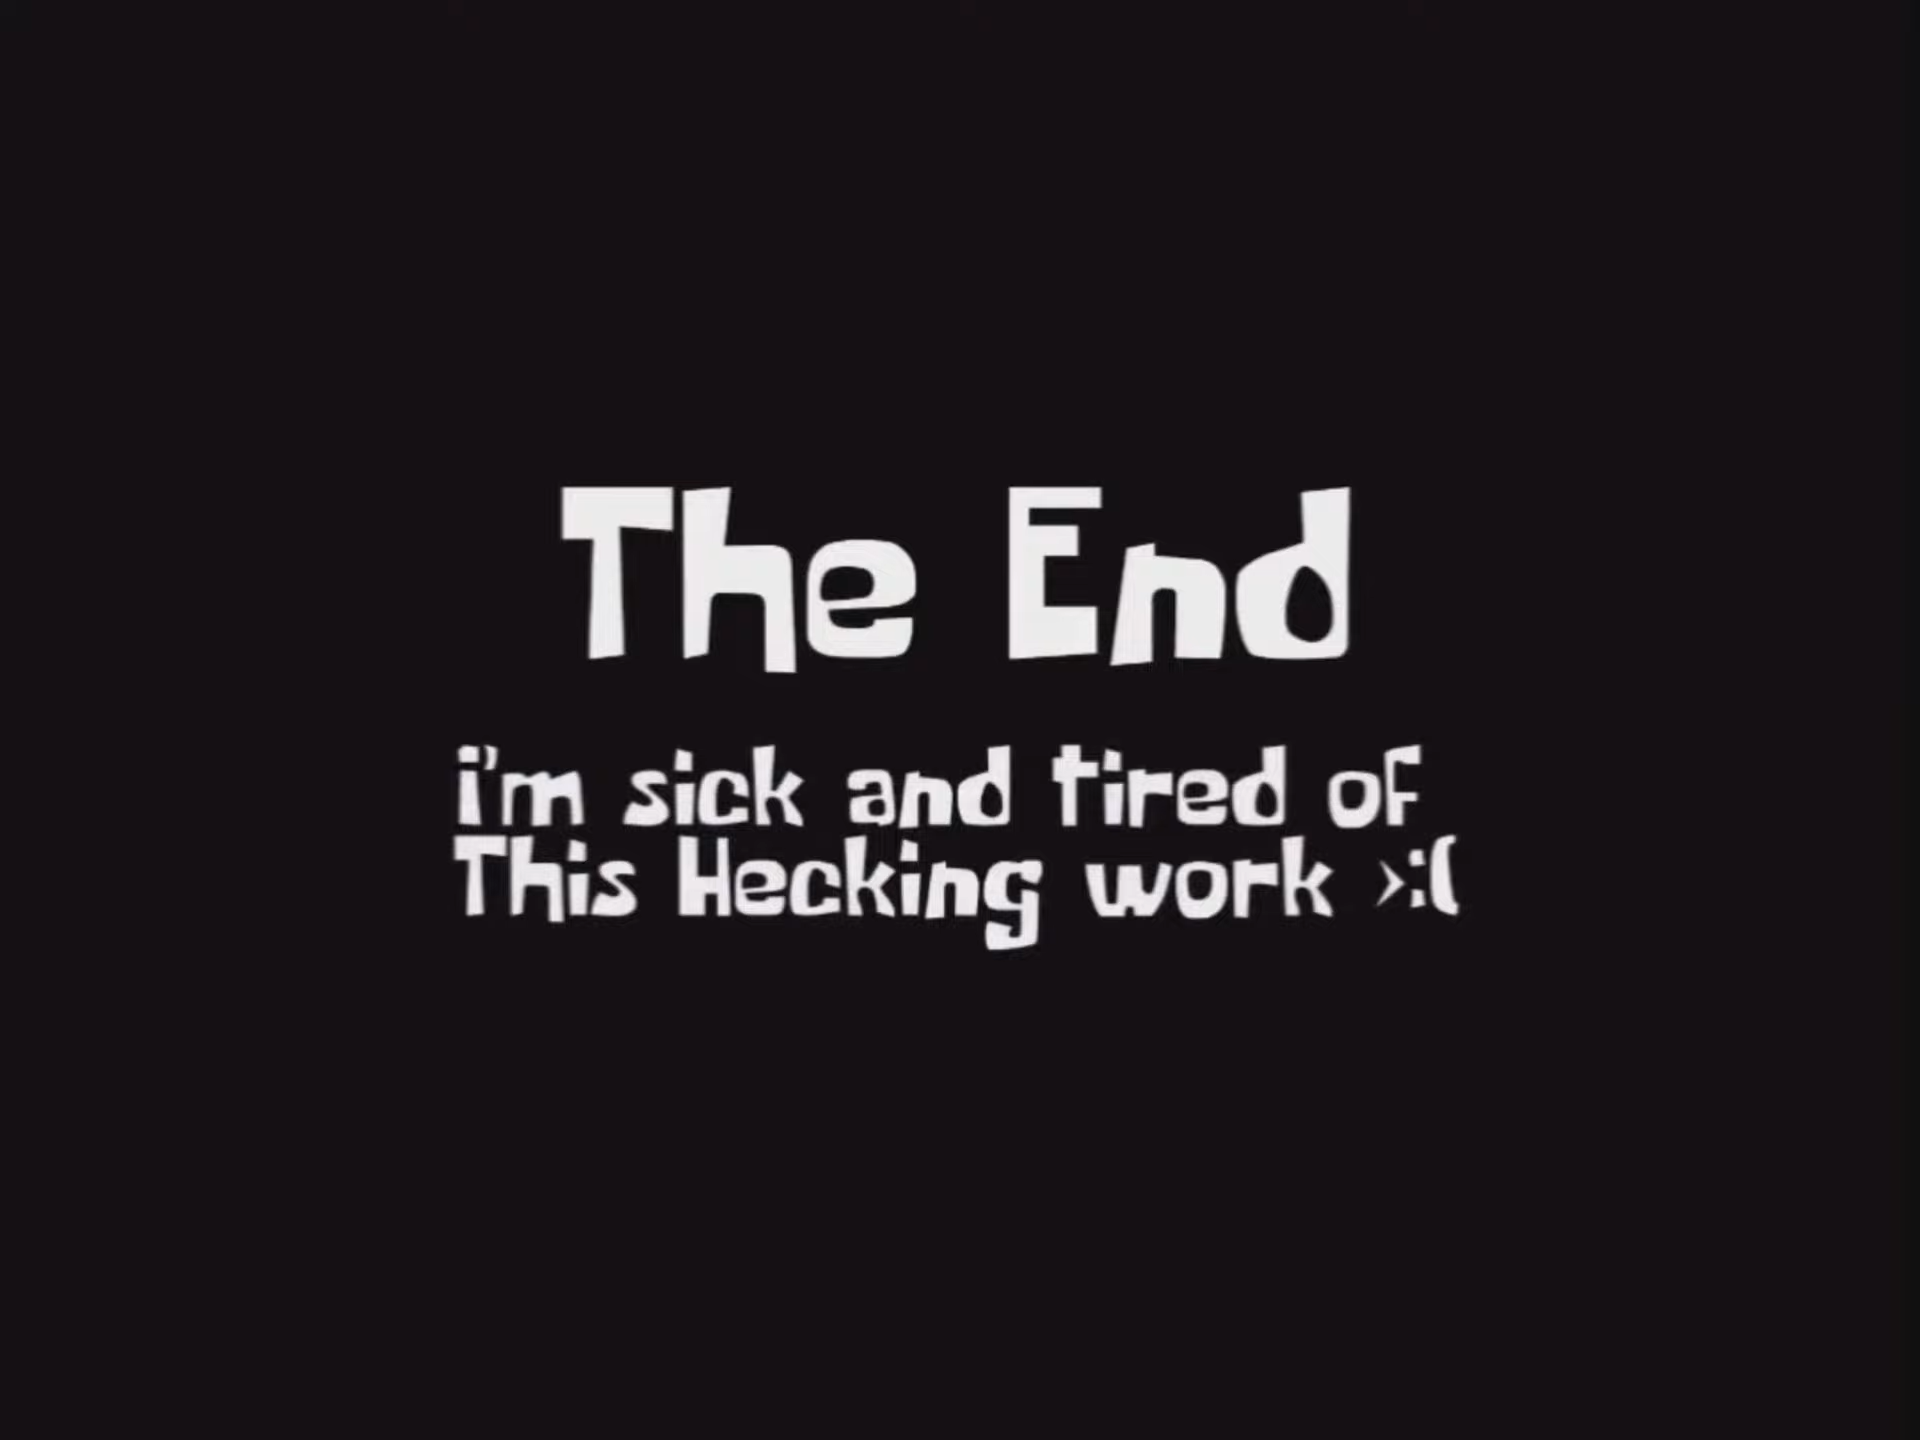 The End
i'm sick and tired of
This Hecking work >:(